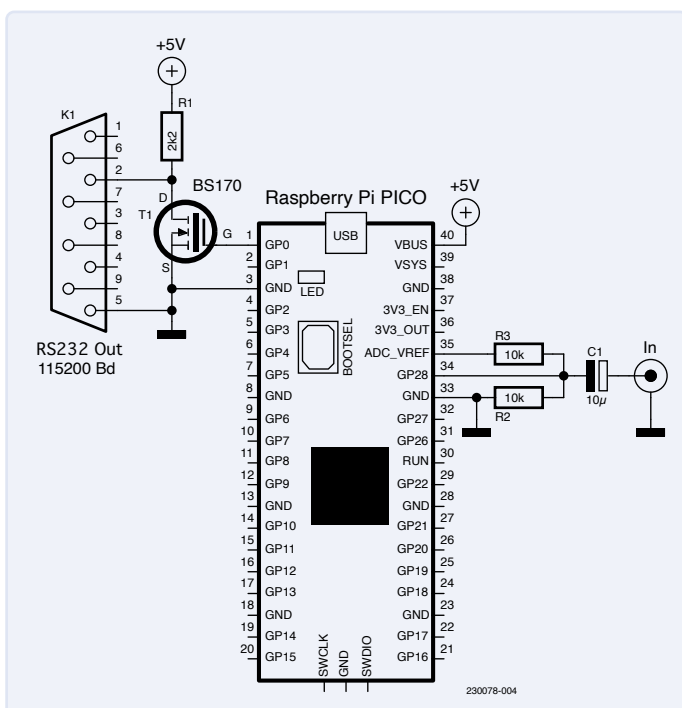 +5V
R1
2k2
K1
1
6
2
7
3
8
4
9
5
RS232 Out
115200 Bd
BS170
D
T1
G
S
Raspberry Pi PICO
USB
LED
BOOTSEL
1 GP0
2 GP1
3 GND
4 GP2
5 GP3
6 GP4
7 GP5
8 GND
9 GP6
10 GP7
11 GP8
12 GP9
13 GND
14 GP10
15 GP11
16 GP12
17 GP13
18 GND
19 GP14
20 GP15
SWCLK
GND
SWDIO
+5V
VBUS 40
VSYS 39
GND 38
3V3_EN 37
3V3_OUT 36
ADC_VREF 35
GP28 34
GND 33
GP27 32
GP26 31
RUN 30
GP22 29
GND 28
GP21 27
GP20 26
GP19 25
GP18 24
GND 23
GP17 22
GP16 21
R3
10k
10k
R2
C1
10µ
In
230078-004